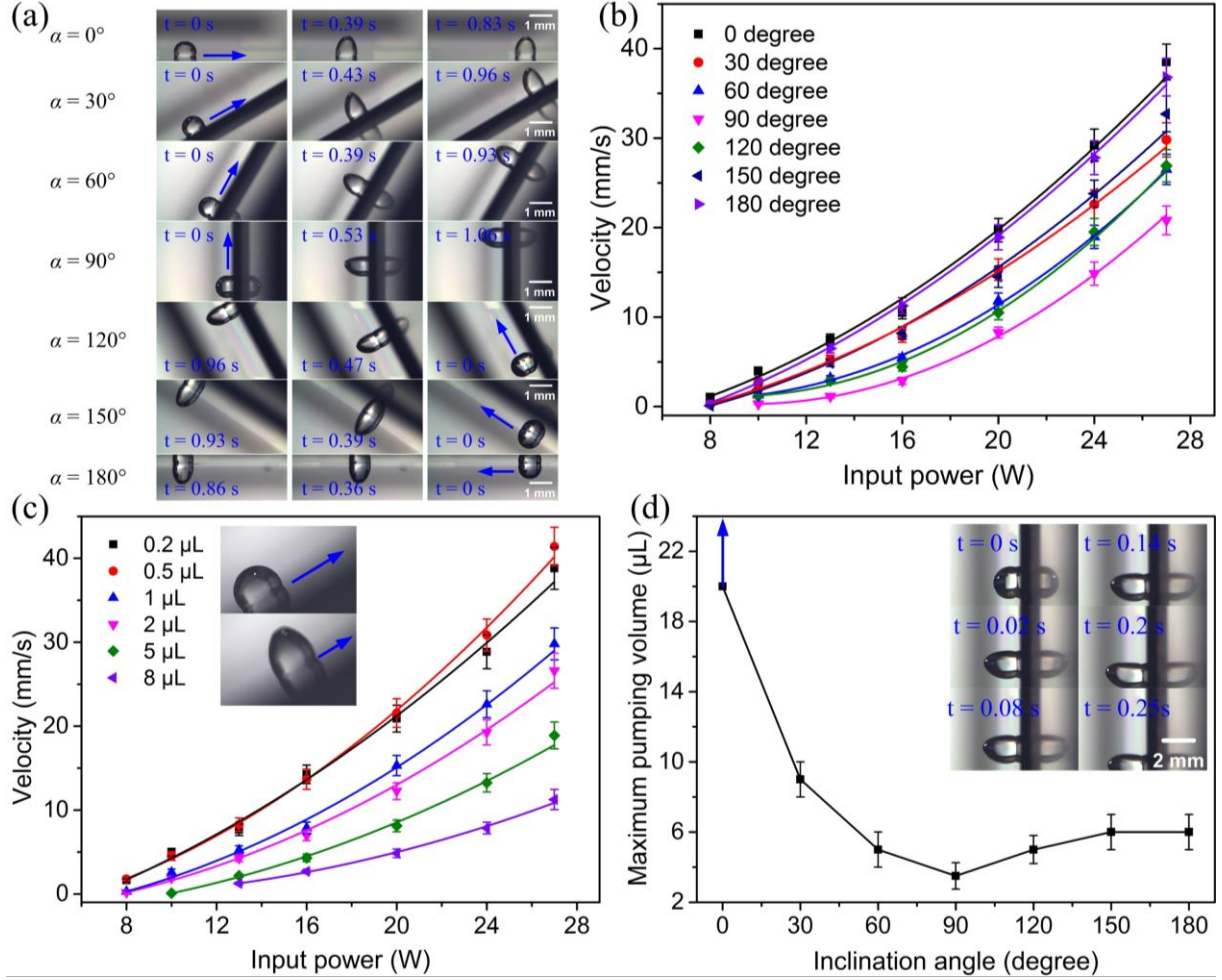 (a)
α = 0°
t = 0 s
t = 0.39 s
t = 0.83 s
1 mm
α = 30°
t = 0 s
t = 0.43 s
t = 0.96 s
1 mm
α = 60°
t = 0 s
t = 0.39 s
t = 0.93 s
1 mm
α = 90°
t = 0 s
t = 0.53 s
t = 1.06 s
1 mm
α = 120°
t = 0.96 s
t = 0.47 s
t = 0 s
1 mm
α = 150°
t = 0.93 s
t = 0.39 s
t = 0 s
1 mm
α = 180°
t = 0.86 s
t = 0.36 s
t = 0 s
1 mm
(b)
0 degree
30 degree
60 degree
90 degree
120 degree
150 degree
180 degree
40
30
20
10
0
Velocity (mm/s)
8 12 16 20 24 28
Input power (W)
(c)
0.2 µL
0.5 µL
1 µL
2 µL
5 µL
8 µL
40
30
20
10
0
Velocity (mm/s)
8 12 16 20 24 28
Input power (W)
(d)
22
18
14
10
6
2
Maximum pumping volume (µL)
t = 0 s
t = 0.14 s
t = 0.02 s
t = 0.2 s
t = 0.08 s
t = 0.25s
2 mm
0 30 60 90 120 150 180
Inclination angle (degree)